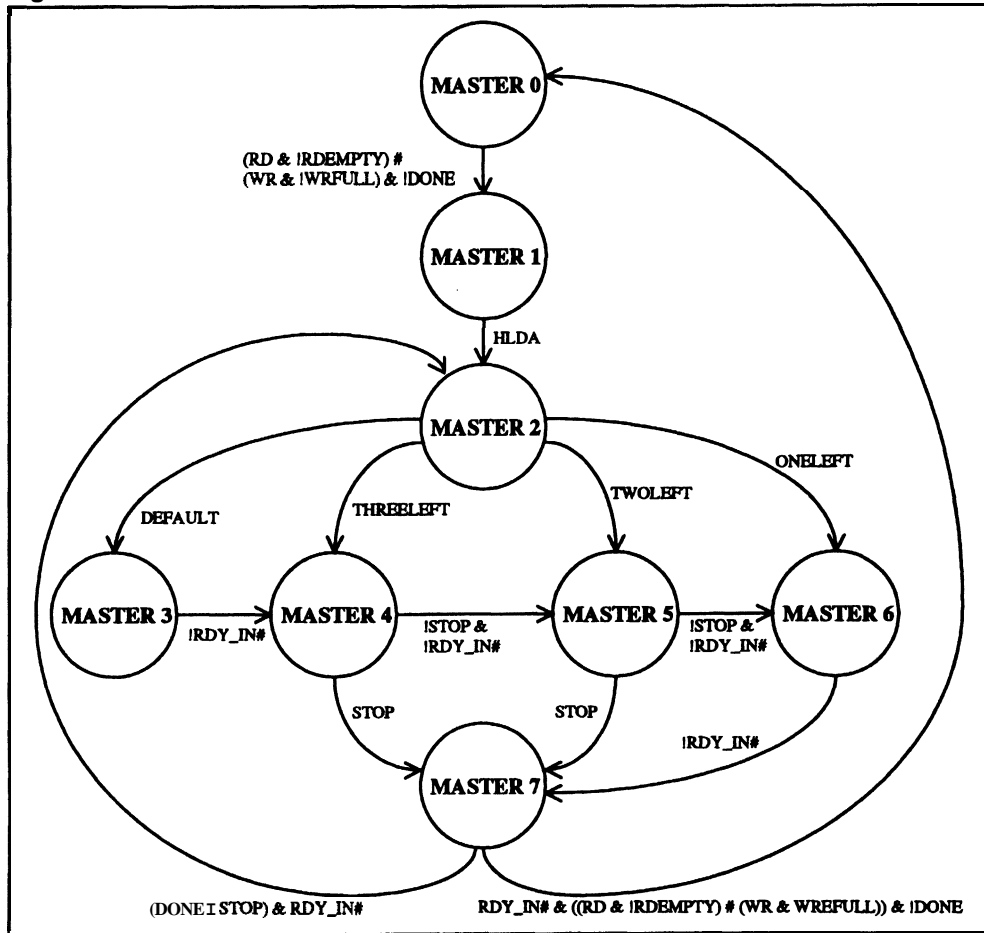 MASTER 0
(RD & !RDEMPTY) #
(WR & !WRFULL) & !DONE
MASTER 1
HLDA
MASTER 2
ONELEFT
TWOLEFT
THREELEFT
DEFAULT
MASTER 3
!RDY_IN#
MASTER 4
!STOP &
!RDY_IN#
MASTER 5
!STOP &
!RDY_IN#
MASTER 6
STOP
STOP
!RDY_IN#
MASTER 7
(DONE I STOP) & RDY_IN#
RDY_IN# & ((RD & !RDEMPTY) # (WR & WREFULL)) & !DONE